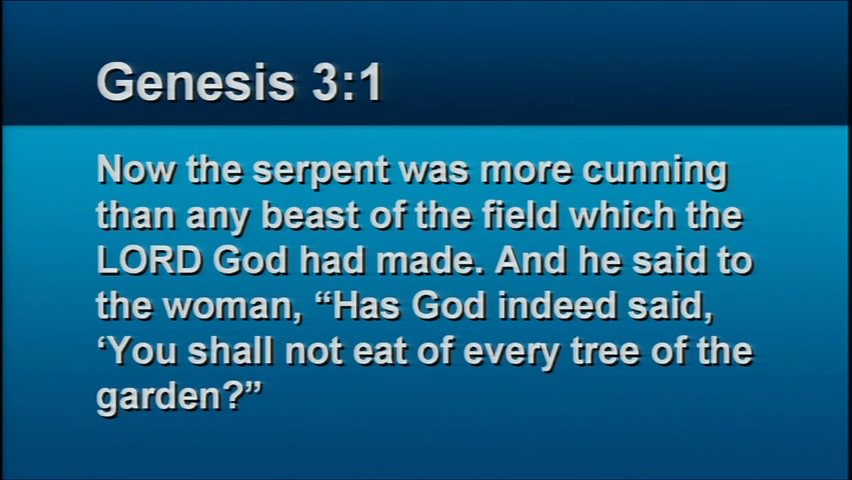 Genesis 3:1
Now the serpent was more cunning
than any beast of the field which the
LORD God had made. And he said to
the woman, “Has God indeed said,
‘You shall not eat of every tree of the
garden?”